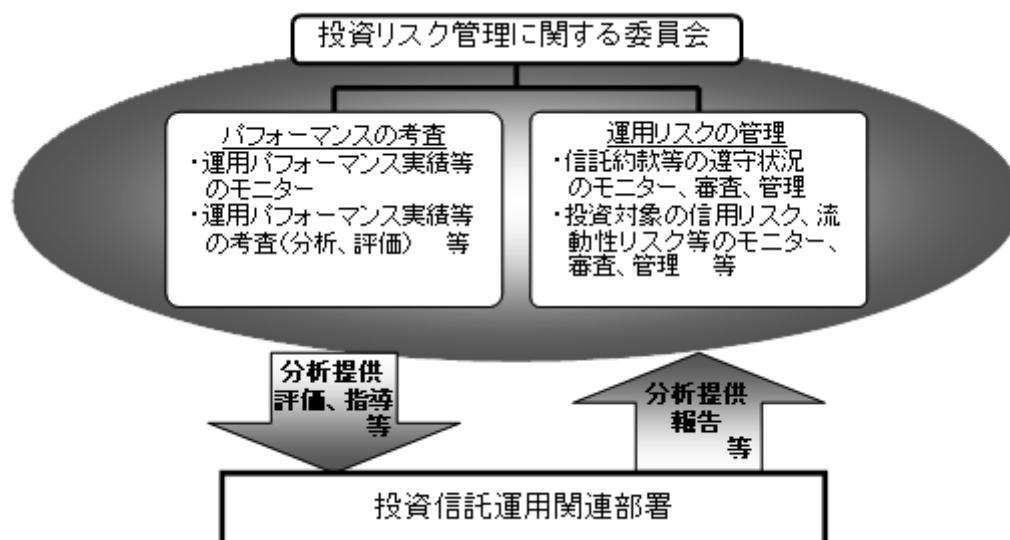 投資リスク管理に関する委員会
パフォーマンスの考査
・運用パフォーマンス実績等
のモニター
・運用パフォーマンス実績等
の考査(分析、評価) 等
運用リスクの管理
・信託約款等の遵守状況
のモニター、審査、管理
・投資対象の信用リスク、流
動性リスク等のモニター、
審査、管理 等
分析提供
評価、指導
等
分析提供
報告
等
投資信託運用関連部署